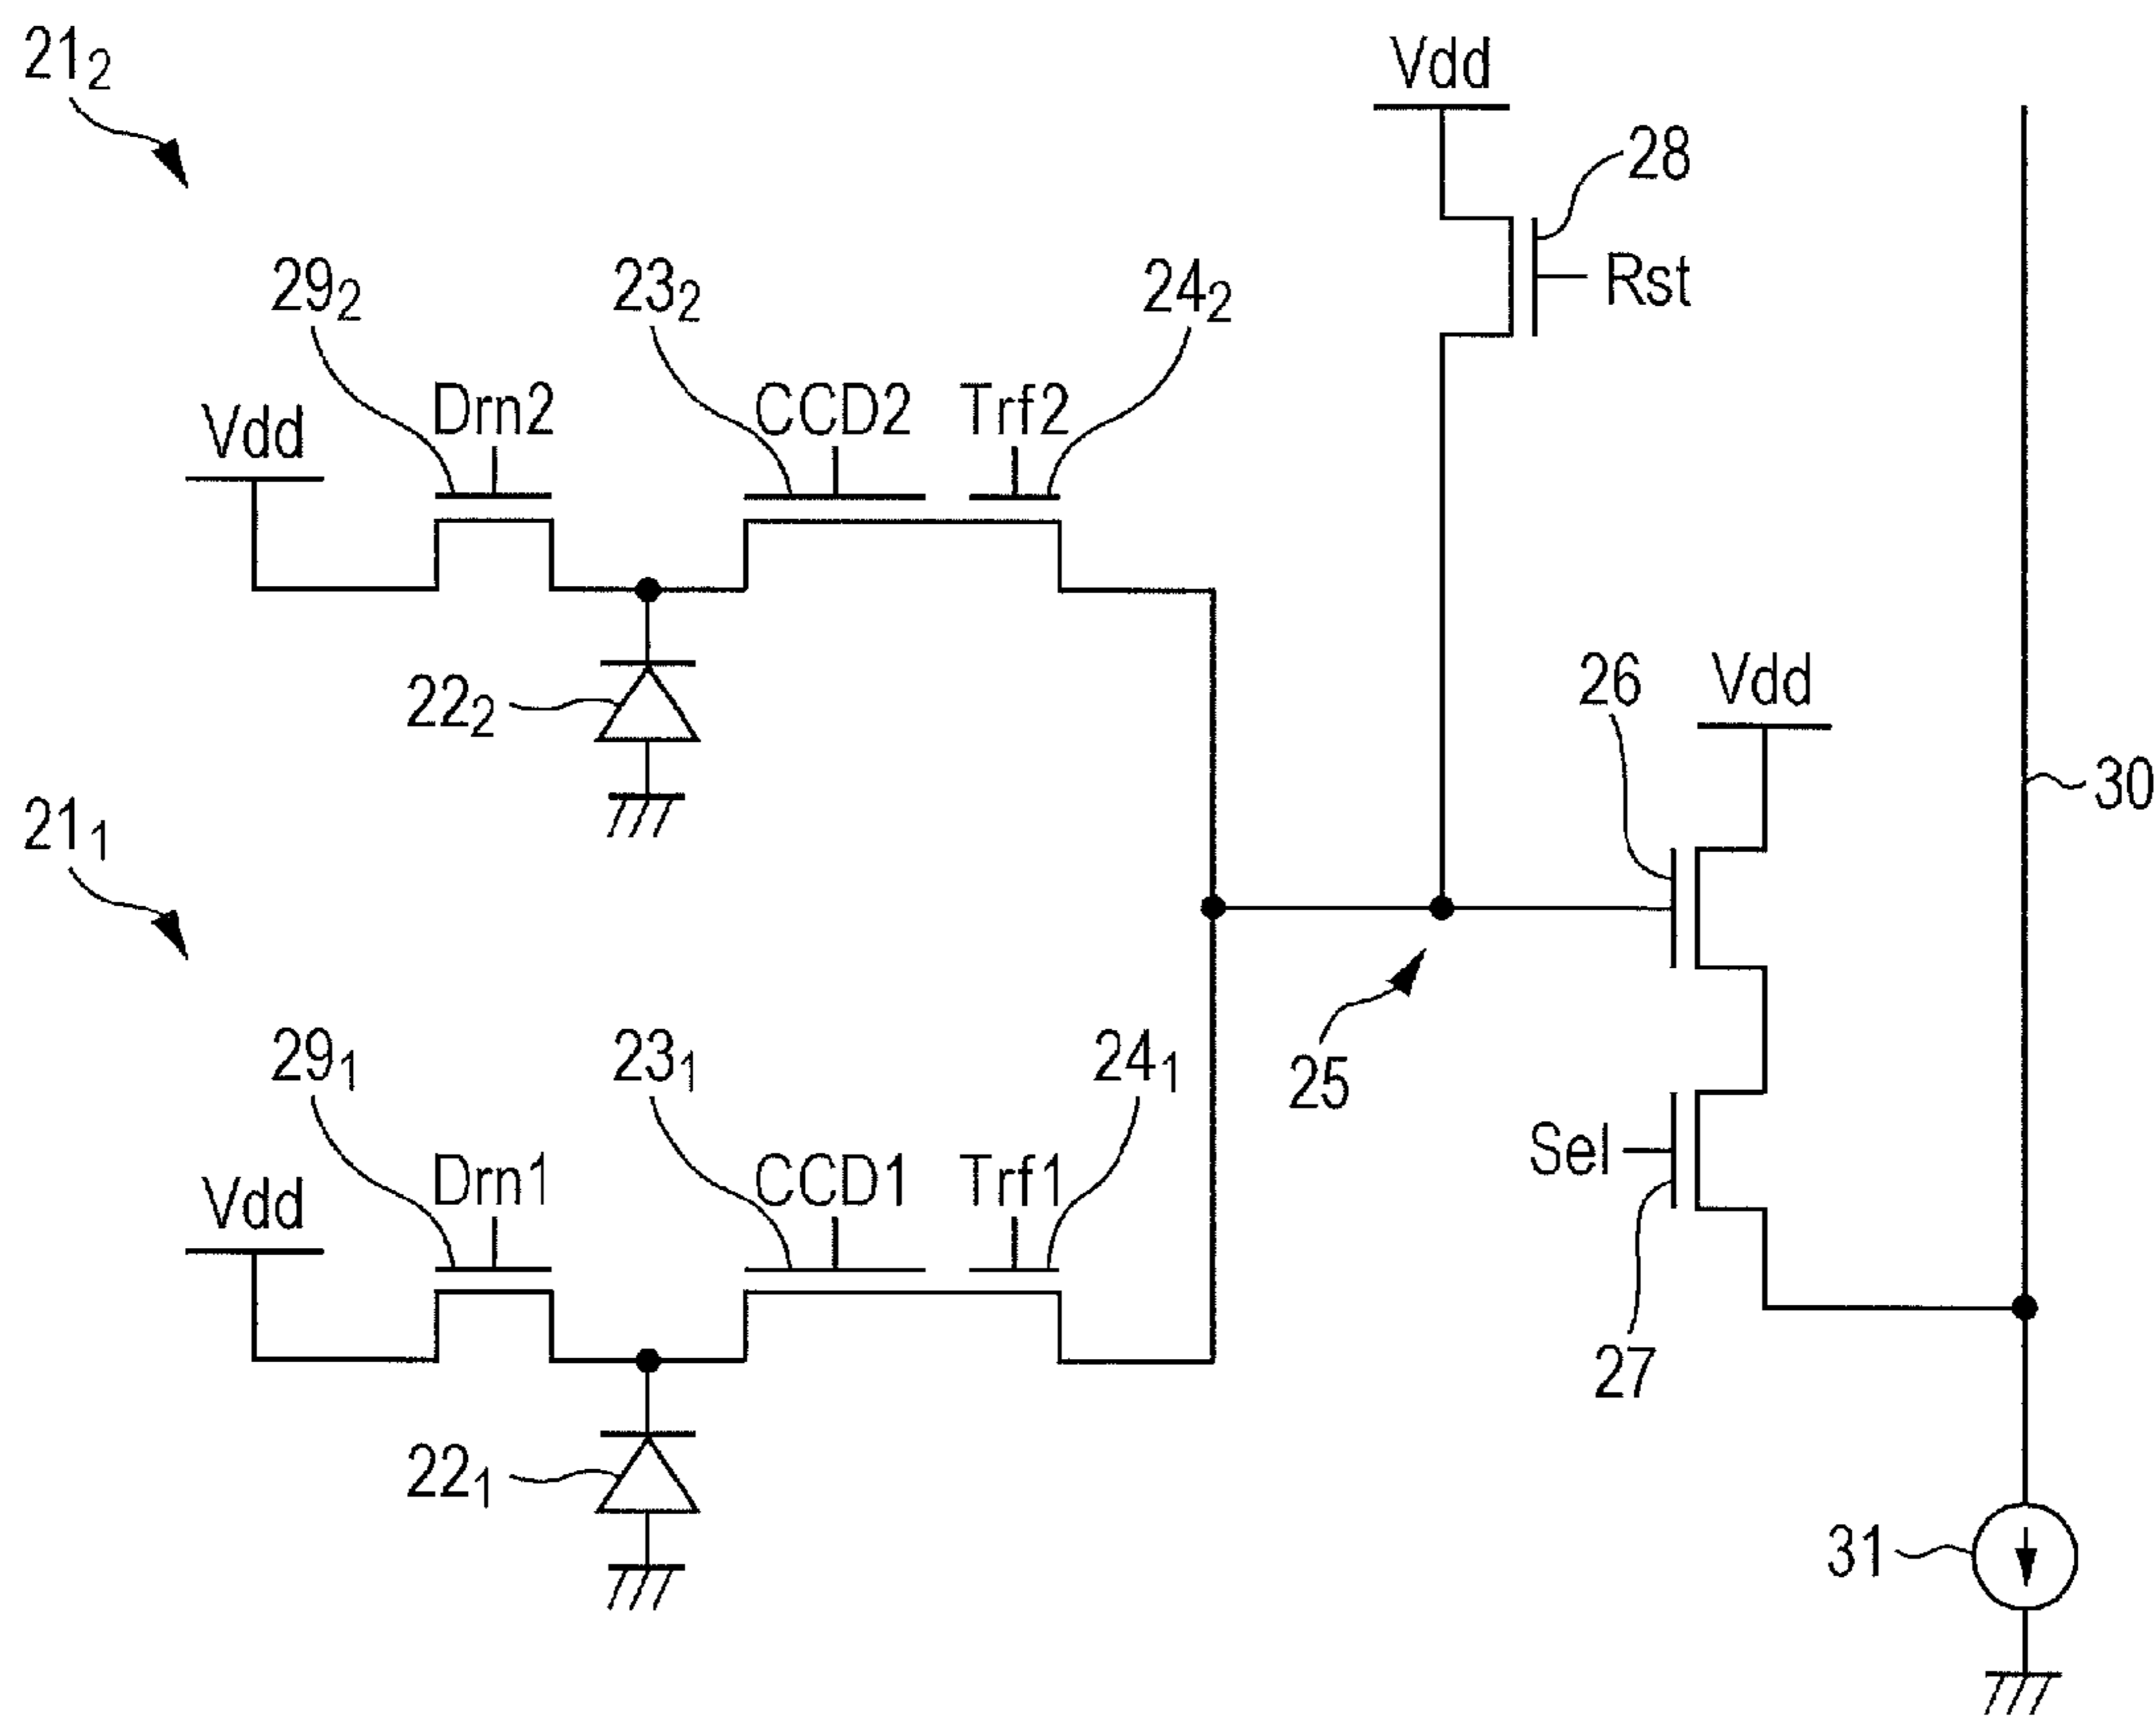 21₂
Vdd
28
Rst
29₂
23₂
24₂
Vdd
Drn2
CCD2
Trf2
22₂
26
Vdd
30
21₁
25
29₁
23₁
24₁
Sel
Vdd
Drn1
CCD1
Trf1
27
22₁
31